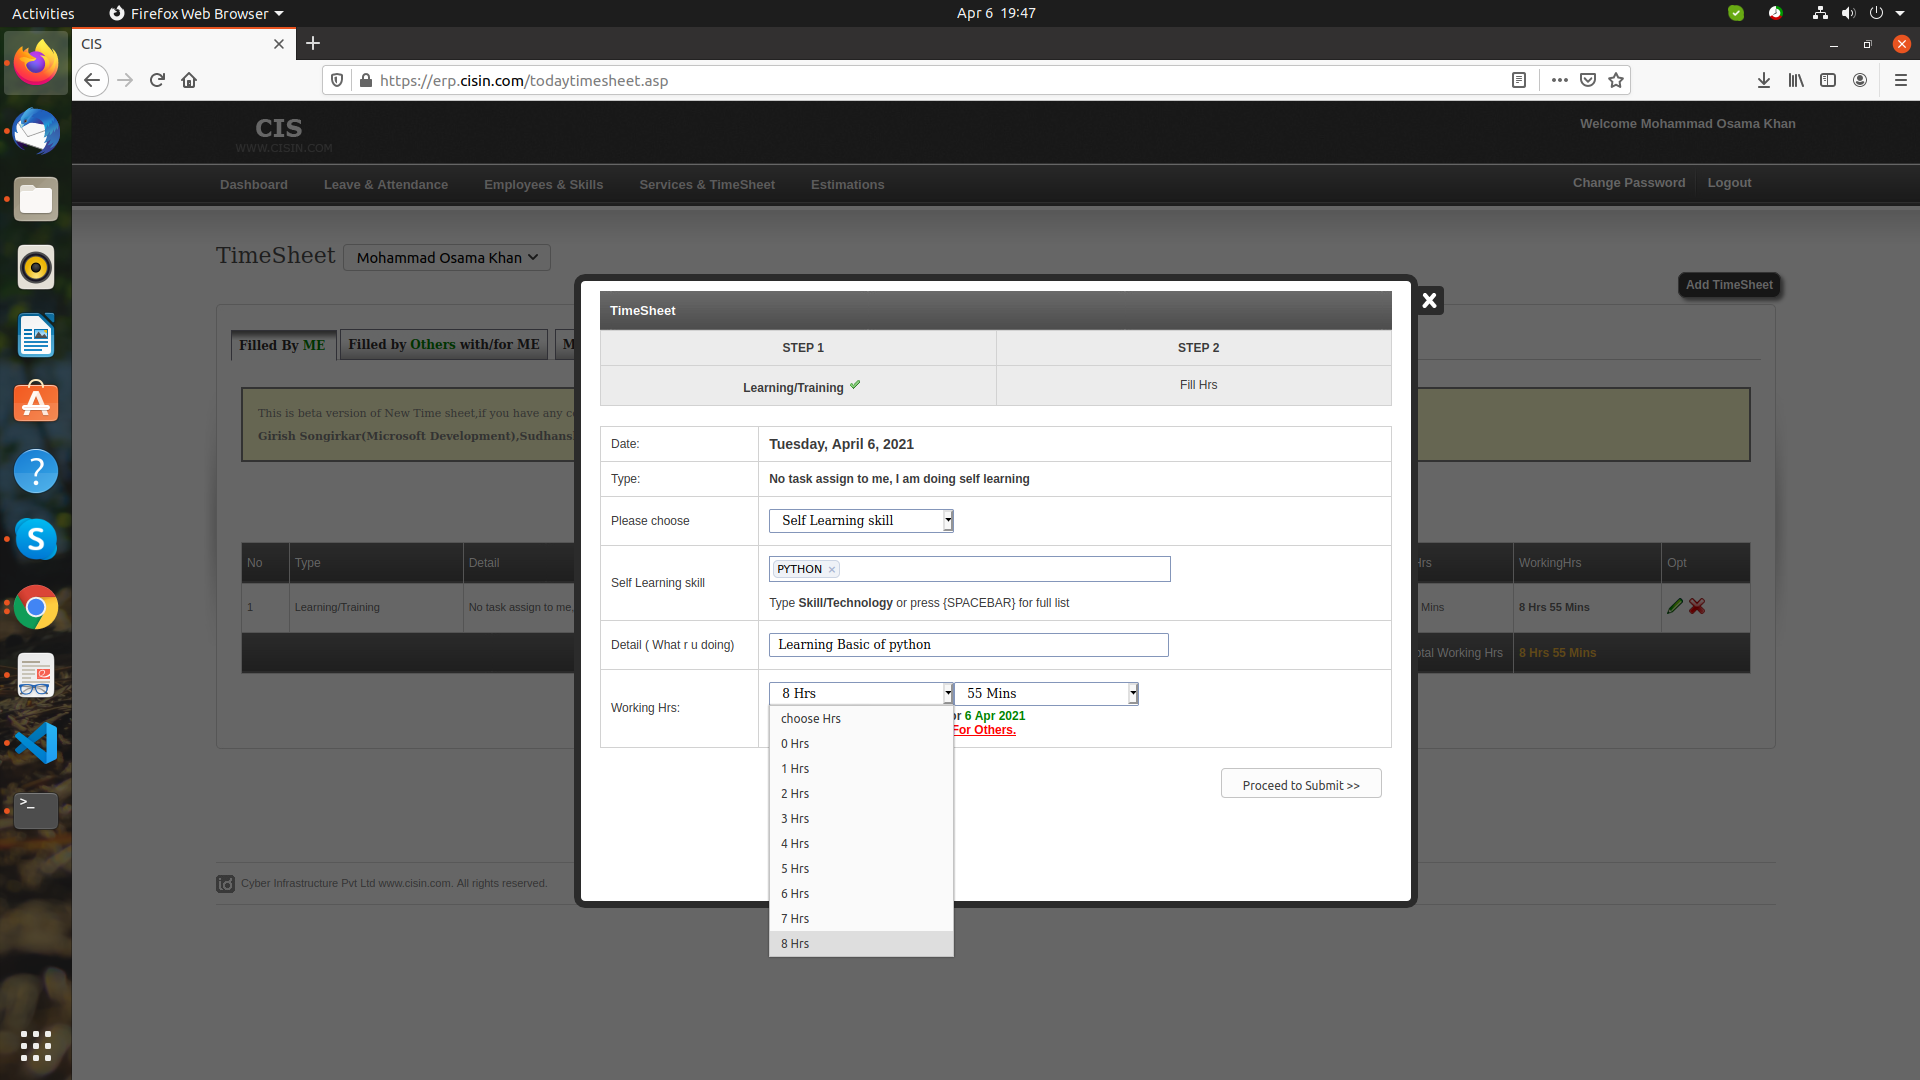 Activities
Firefox Web Browser
Apr 6 19:47
CIS
https://erp.cisin.com/todaytimesheet.asp
CIS
WWW.CISIN.COM
Welcome Mohammad Osama Khan
Dashboard
Leave & Attendance
Employees & Skills
Services & TimeSheet
Estimations
Change Password
Logout
TimeSheet
Mohammad Osama Khan
Add TimeSheet
Filled By ME
Filled by Others with/for ME
M
This is beta version of New Time sheet,if you have any
Girish Songirkar(Microsoft Development),
No Type Detail
WorkingHrs Opt
1 Learning/Training No task assign to me,
Mins 8 Hrs 55 Mins
Working Hrs 8 Hrs 55 Mins
TimeSheet
STEP 1 STEP 2
Learning/Training Fill Hrs
Date: Tuesday, April 6, 2021
Type: No task assign to me, I am doing self learning
Please choose Self Learning skill
Self Learning skill PYTHON ×
Type Skill/Technology or press {SPACEBAR} for full list
Detail ( What r u doing) Learning Basic of python
Working Hrs: 8 Hrs 55 Mins
6 Apr 2021
For Others.
choose Hrs
0 Hrs
1 Hrs
2 Hrs
3 Hrs
4 Hrs
5 Hrs
6 Hrs
7 Hrs
8 Hrs
Proceed to Submit >>
Cyber Infrastructure Pvt Ltd www.cisin.com. All rights reserved.